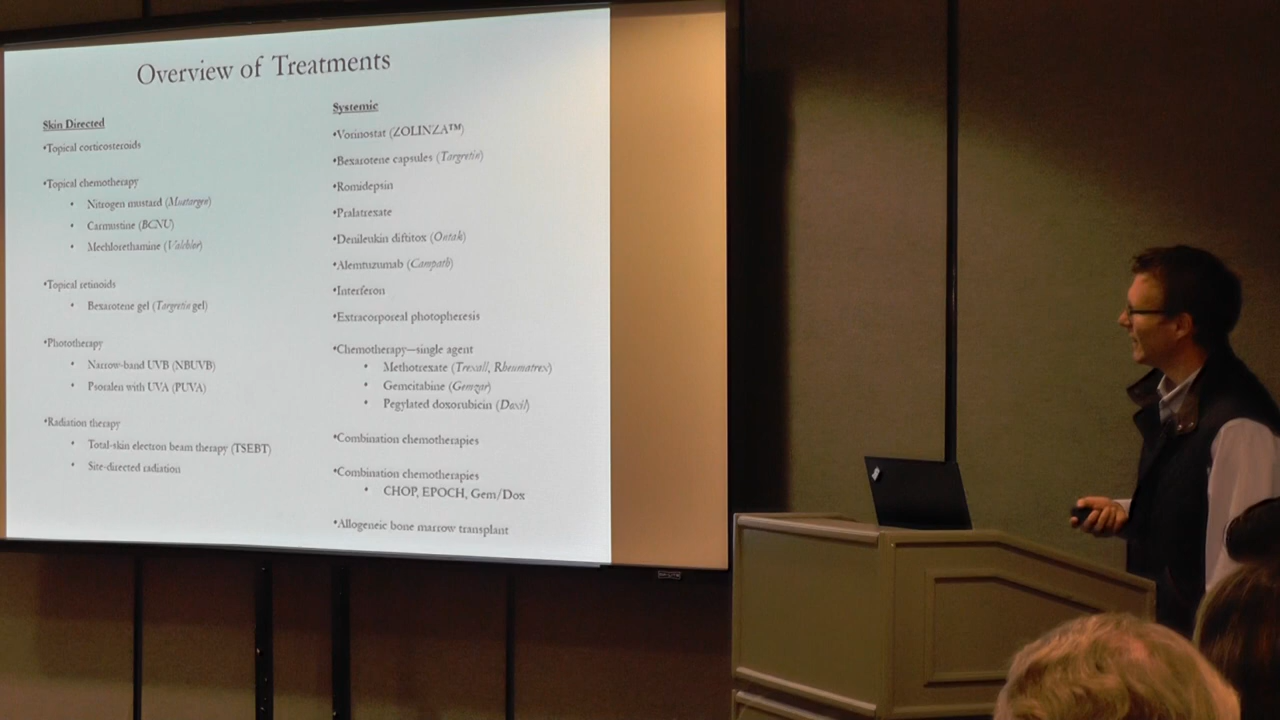 Overview of Treatments
Skin Directed
•Topical corticosteroids
•Topical chemotherapy
• Nitrogen mustard (Mustargen)
• Carmustine (BCNU)
• Mechlorethamine (Valchlor)
•Topical retinoids
• Bexarotene gel (Targretin gel)
•Phototherapy
• Narrow-band UVB (NBUVB)
• Psoralen with UVA (PUVA)
•Radiation therapy
• Total-skin electron beam therapy (TSEBT)
• Site-directed radiation
Systemic
•Vorinostat (ZOLINZA™)
•Bexarotene capsules (Targretin)
•Romidepsin
•Pralatrexate
•Denileukin diftitox (Ontak)
•Alemtuzumab (Campath)
•Interferon
•Extracorporeal photopheresis
•Chemotherapy—single agent
• Methotrexate (Trexall, Rheumatrex)
• Gemcitabine (Gemzar)
• Pegylated doxorubicin (Doxil)
•Combination chemotherapies
•Combination chemotherapies
• CHOP, EPOCH, Gem/Dox
•Allogeneic bone marrow transplant